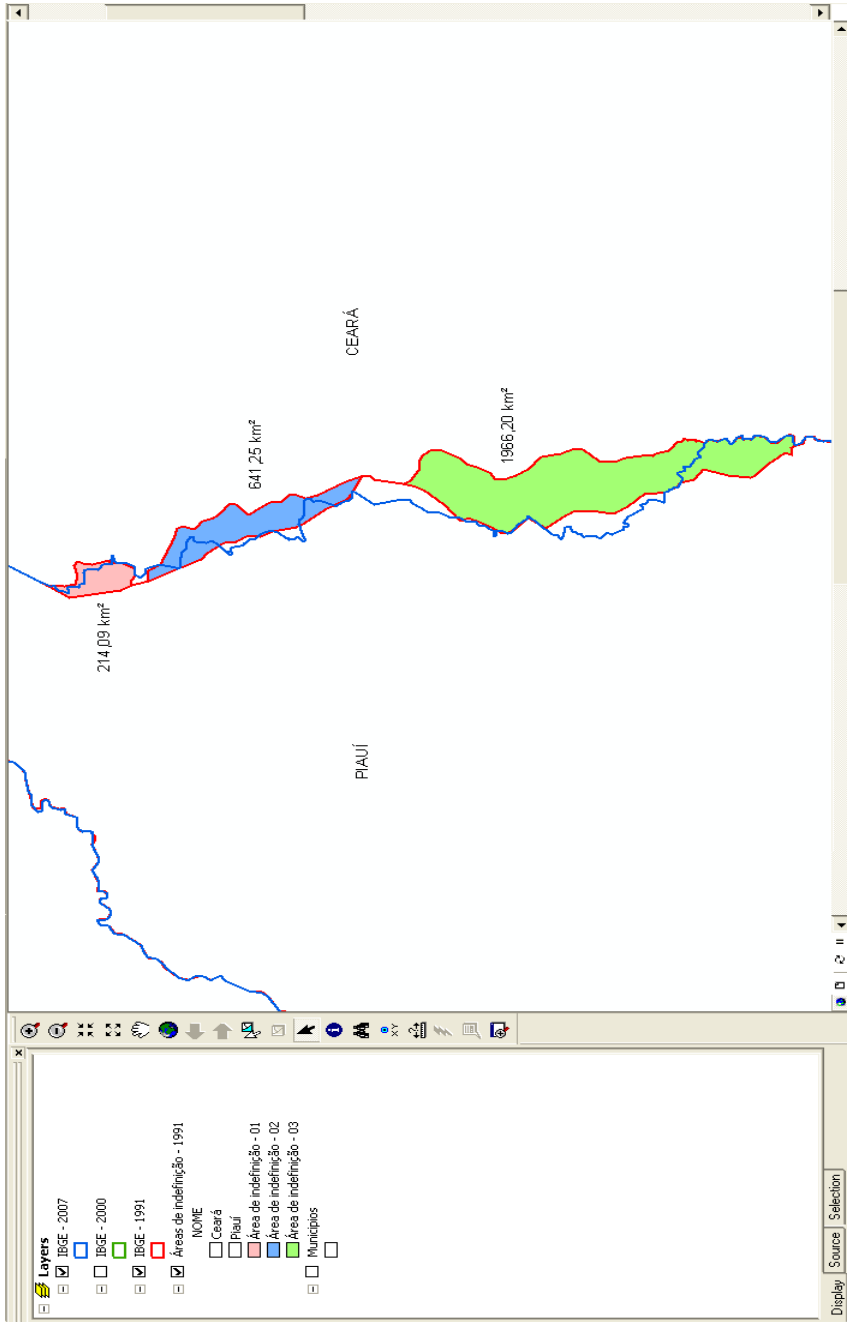 Layers
IBGE - 2007
IBGE - 2000
IBGE - 1991
Áreas de indefinição - 1991
NOME
Ceará
Piauí
Área de indefinição - 01
Área de indefinição - 02
Área de indefinição - 03
Municípios
Display
Source
Selection
XY
214,09 km²
641,25 km²
1966,20 km²
PIAUÍ
CEARÁ